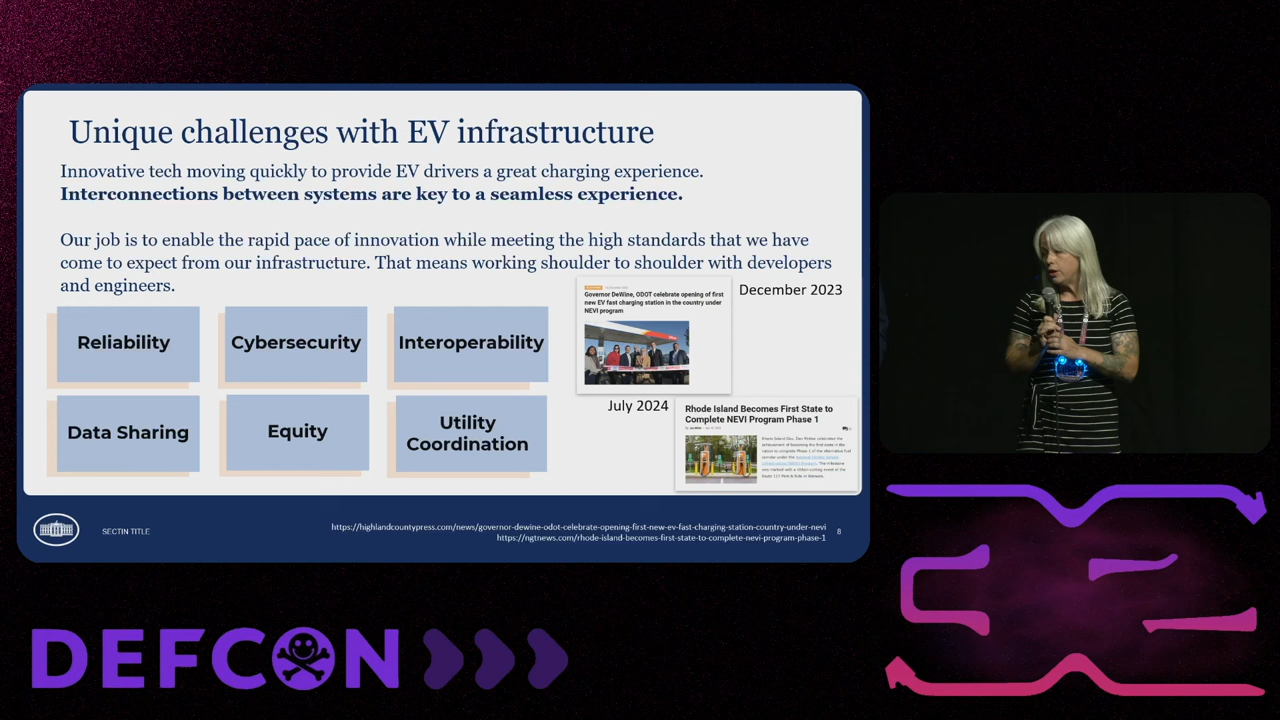 Unique challenges with EV infrastructure
Innovative tech moving quickly to provide EV drivers a great charging experience.
Interconnections between systems are key to a seamless experience.
Our job is to enable the rapid pace of innovation while meeting the high standards that we have
come to expect from our infrastructure. That means working shoulder to shoulder with developers
and engineers.
Reliability
Cybersecurity
Interoperability
Data Sharing
Equity
Utility
Coordination
Governor DeWine, ODOT celebrate opening of first
new EV fast charging station in the country under
NEVI program
December 2023
July 2024
Rhode Island Becomes First State to
Complete NEVI Program Phase 1
SECTIN TITLE
https://highlandcountypress.com/news/governor-dewine-odot-celebrate-opening-first-new-ev-fast-charging-station-country-under-nevi
https://ngtnews.com/rhode-island-becomes-first-state-to-complete-nevi-program-phase-1
8
DEFCON